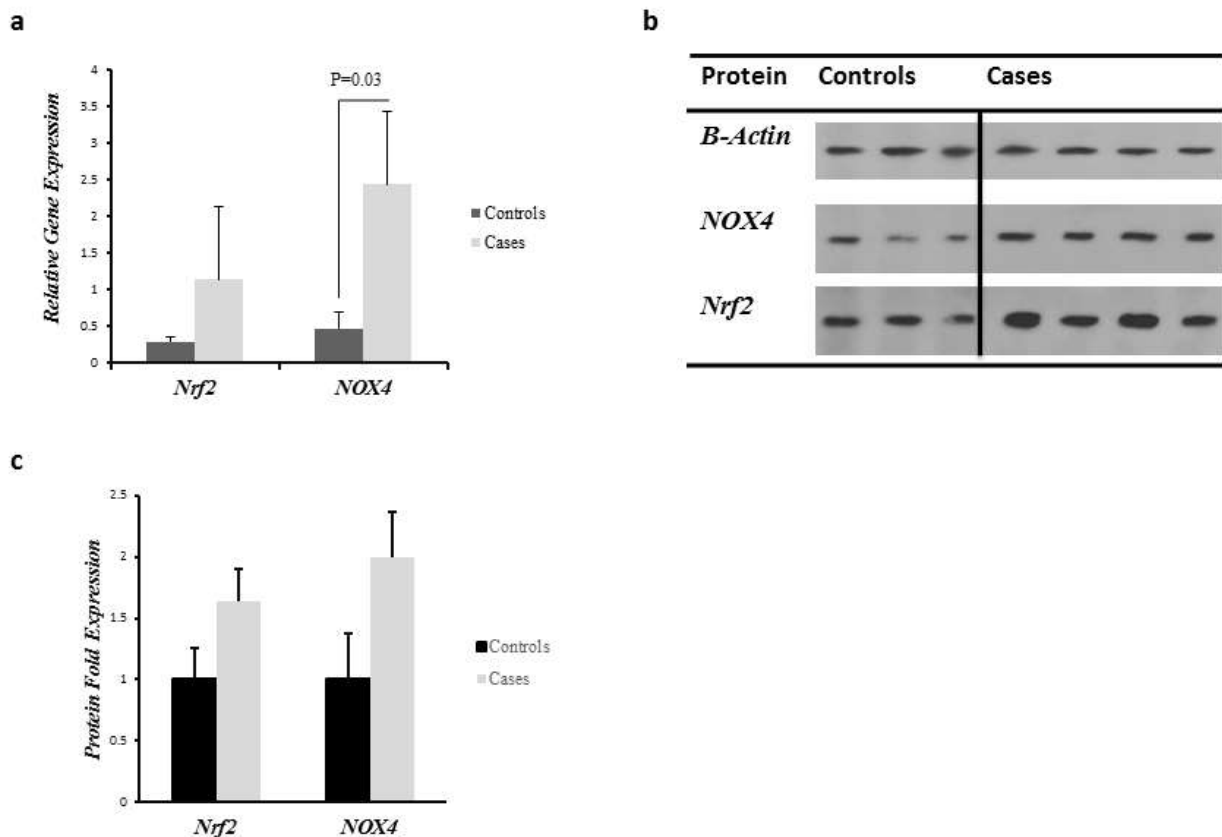 a
4
3.5
3
2.5
2
1.5
1
0.5
0
Relative Gene Expression
P=0.03
Nrf2 NOX4
Controls
Cases
b
Protein Controls Cases
B-Actin
NOX4
Nrf2
c
2.5
2
1.5
1
0.5
0
Protein Fold Expression
Nrf2 NOX4
Controls
Cases